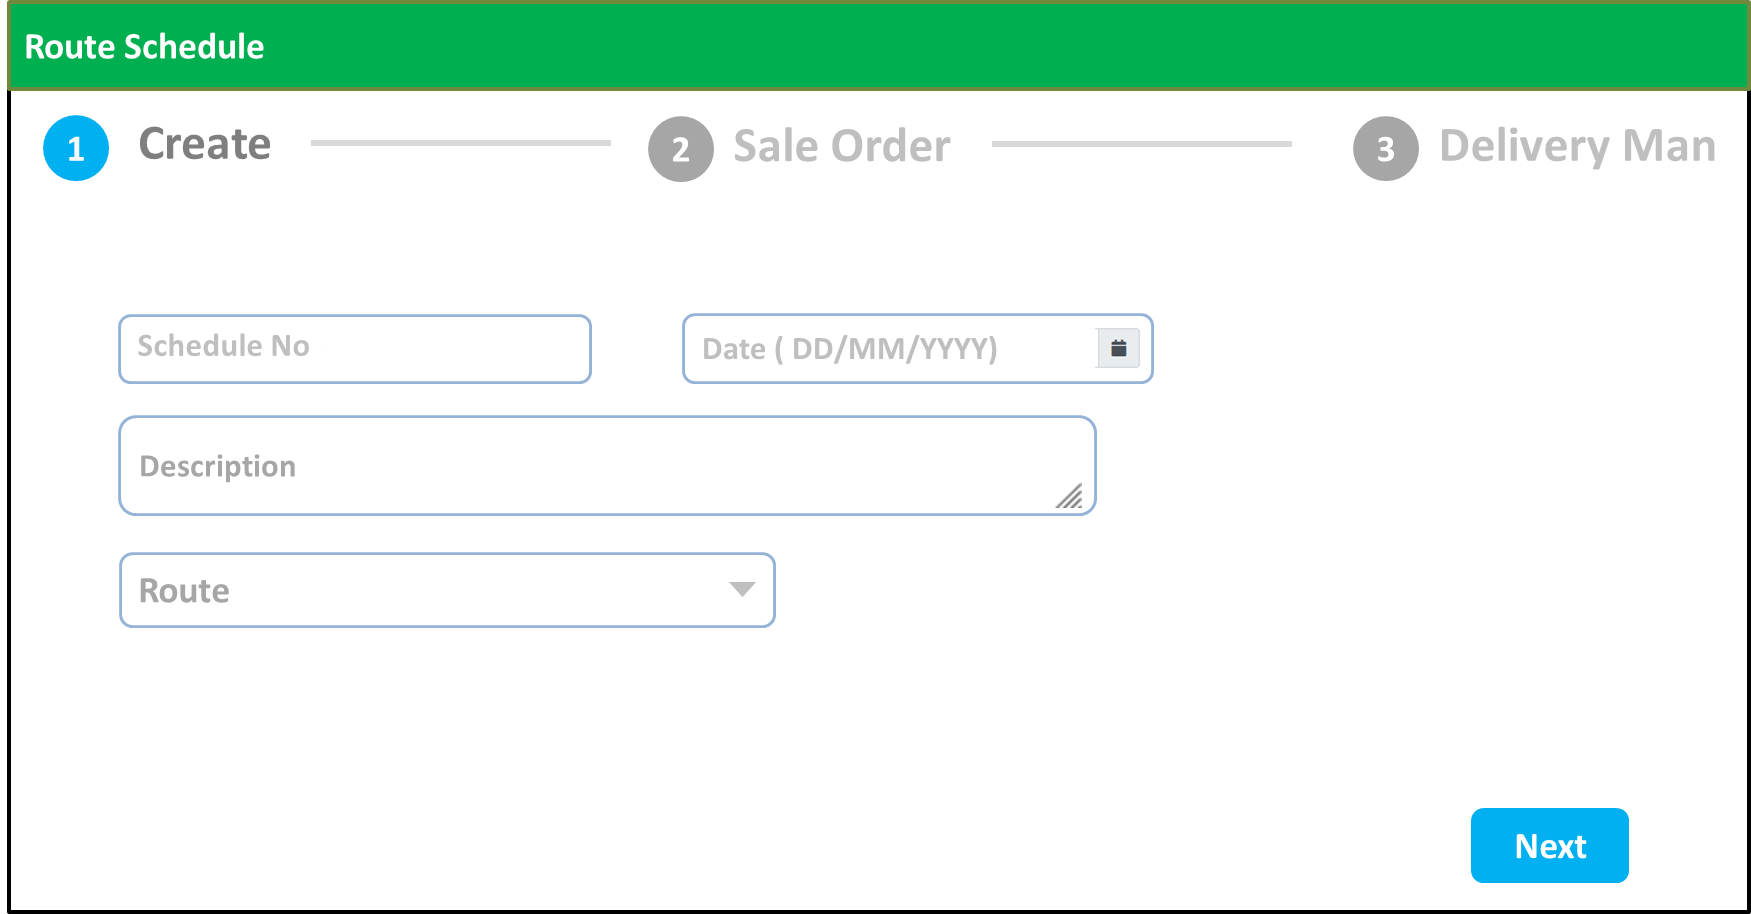 Route Schedule
1 Create 2 Sale Order 3 Delivery Man
Schedule No Date ( DD/MM/YYYY)
Description
Route
Next